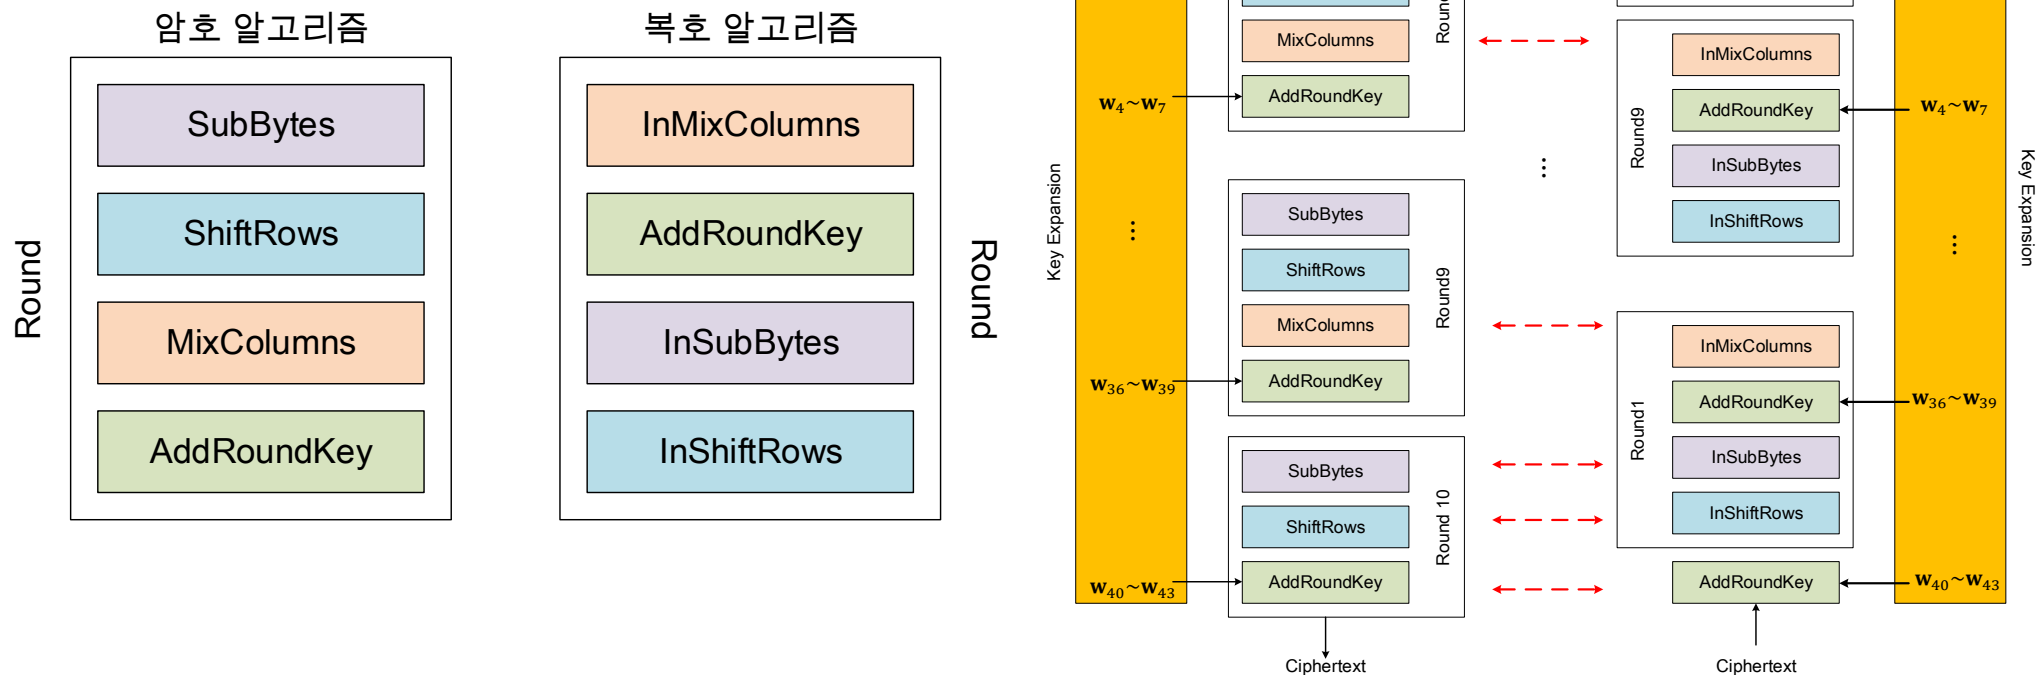 암호 알고리즘
Round
SubBytes
ShiftRows
MixColumns
AddRoundKey
복호 알고리즘
InMixColumns
AddRoundKey
InSubBytes
InShiftRows
Round
Key Expansion
w₄~w₇
⋮
w₃₆~w₃₉
w₄₀~w₄₃
MixColumns
AddRoundKey
SubBytes
ShiftRows
MixColumns
AddRoundKey
Round9
SubBytes
ShiftRows
AddRoundKey
Round 10
Ciphertext
⋮
Round9
InMixColumns
AddRoundKey
InSubBytes
InShiftRows
Round1
InMixColumns
AddRoundKey
InSubBytes
InShiftRows
AddRoundKey
Ciphertext
w₄~w₇
⋮
w₃₆~w₃₉
w₄₀~w₄₃
Key Expansion